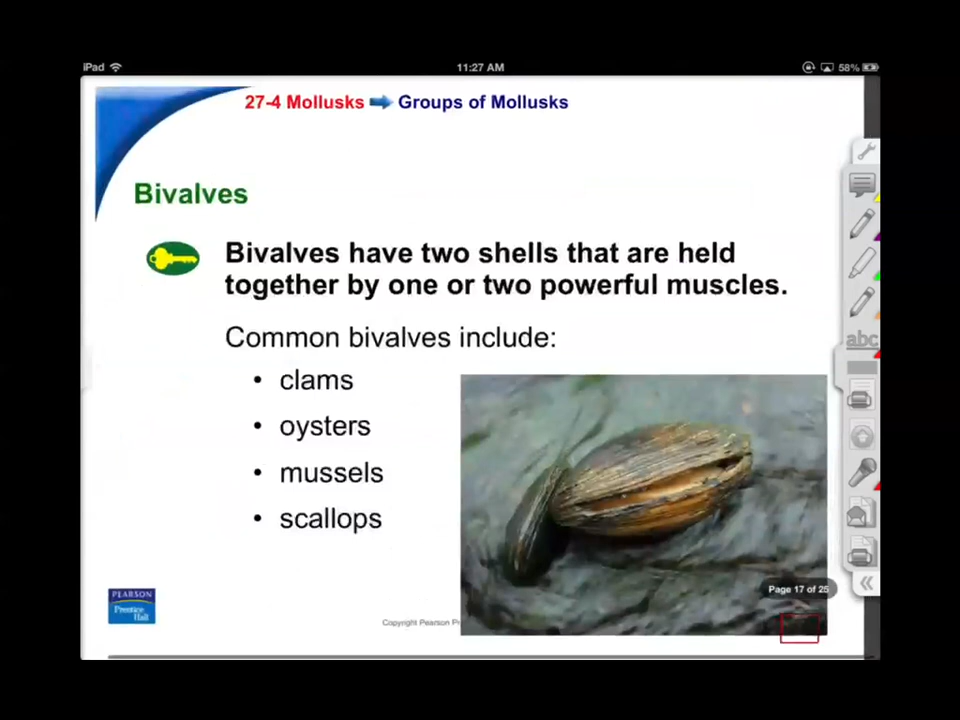 iPad
11:27 AM
58%
27-4 Mollusks
Groups of Mollusks
Bivalves
Bivalves have two shells that are held
together by one or two powerful muscles.
Common bivalves include:
• clams
• oysters
• mussels
• scallops
abc
Page 17 of 25
PEARSON
Prentice
Hall
Copyright Pearson